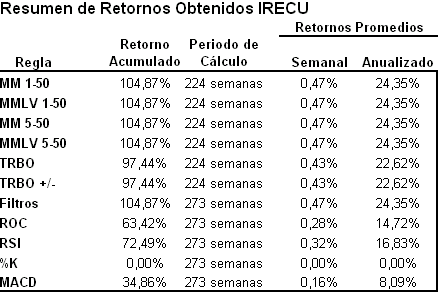 Resumen de Retornos Obtenidos IRECU
Retornos Promedios
Regla Retorno Acumulado Periodo de Cálculo Semanal Anualizado
MM 1-50 104,87% 224 semanas 0,47% 24,35%
MMLV 1-50 104,87% 224 semanas 0,47% 24,35%
MM 5-50 104,87% 224 semanas 0,47% 24,35%
MMLV 5-50 104,87% 224 semanas 0,47% 24,35%
TRBO 97,44% 224 semanas 0,43% 22,62%
TRBO +/- 97,44% 224 semanas 0,43% 22,62%
Filtros 104,87% 273 semanas 0,47% 24,35%
ROC 63,42% 273 semanas 0,28% 14,72%
RSI 72,49% 273 semanas 0,32% 16,83%
%K 0,00% 273 semanas 0,00% 0,00%
MACD 34,86% 273 semanas 0,16% 8,09%